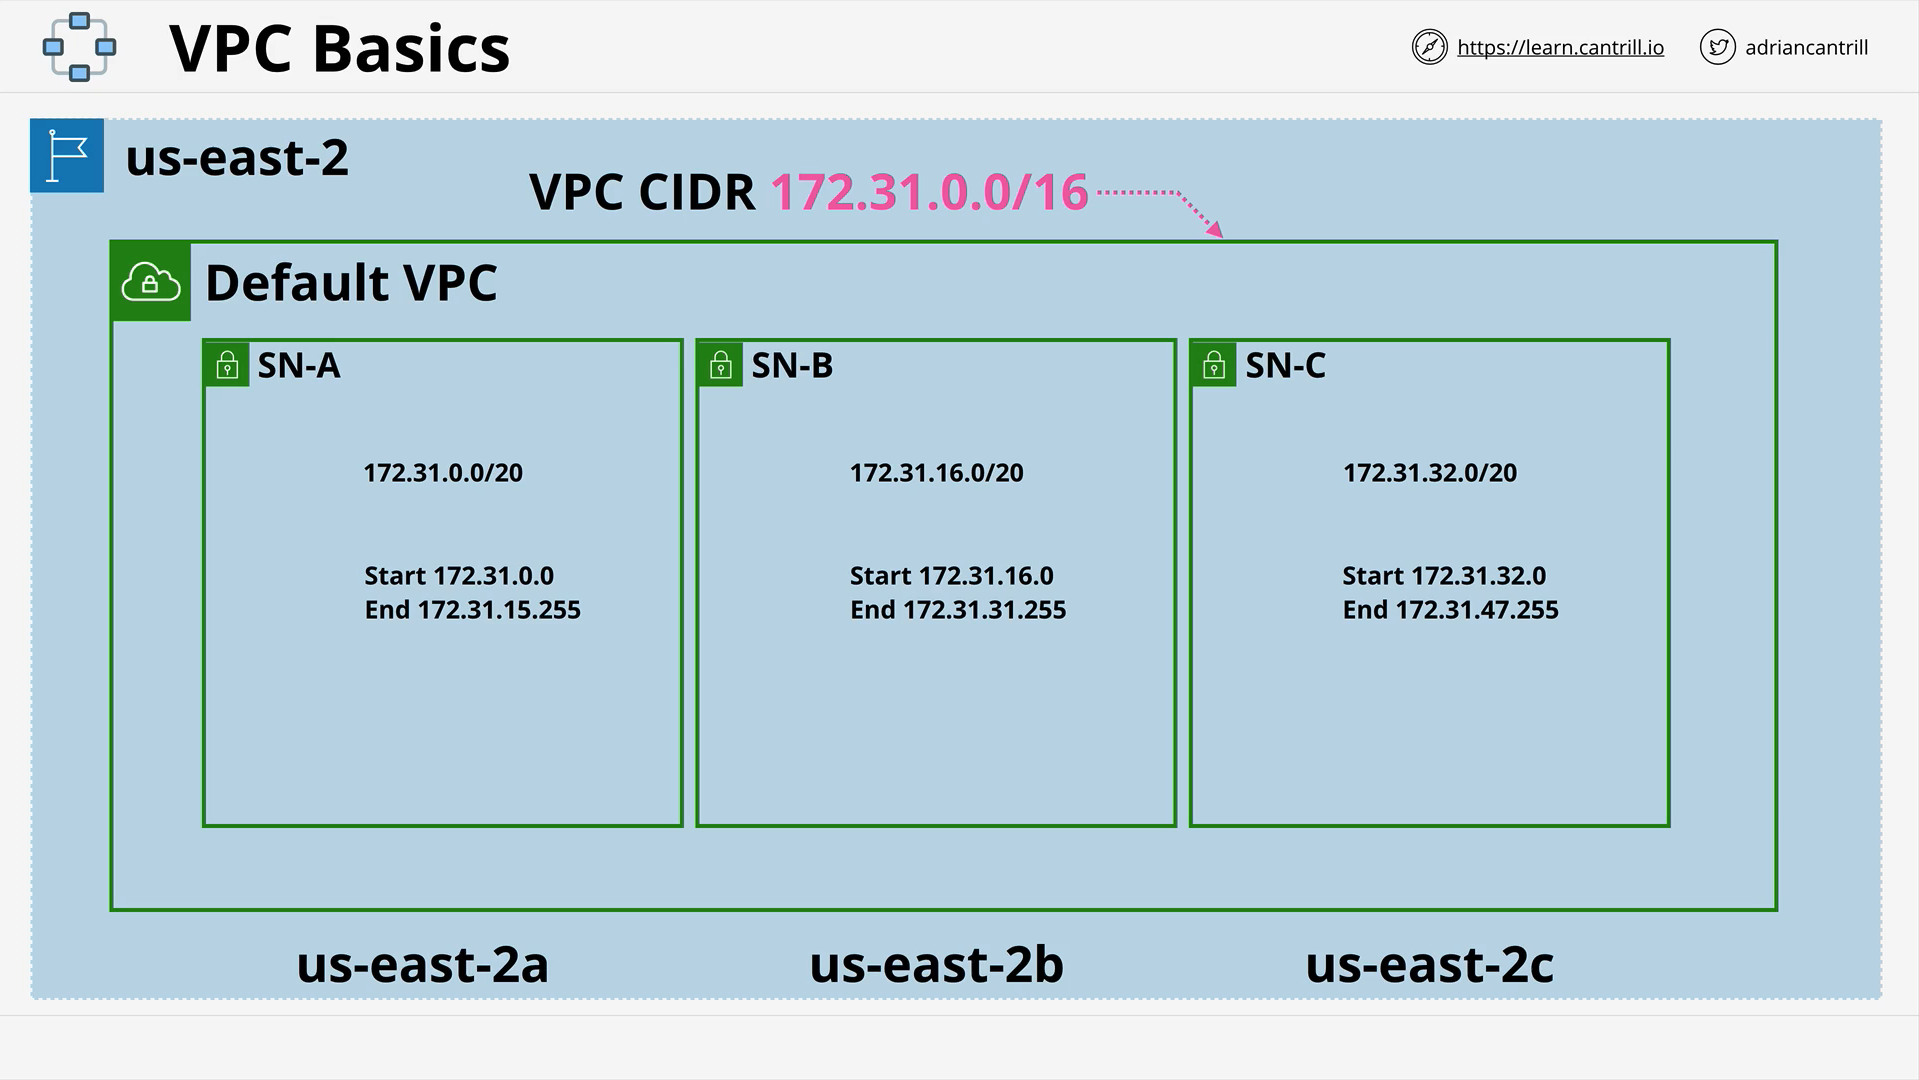 VPC Basics
https://learn.cantrill.io
adriancantrill
us-east-2
VPC CIDR 172.31.0.0/16
Default VPC
SN-A
172.31.0.0/20
Start 172.31.0.0
End 172.31.15.255
SN-B
172.31.16.0/20
Start 172.31.16.0
End 172.31.31.255
SN-C
172.31.32.0/20
Start 172.31.32.0
End 172.31.47.255
us-east-2a
us-east-2b
us-east-2c